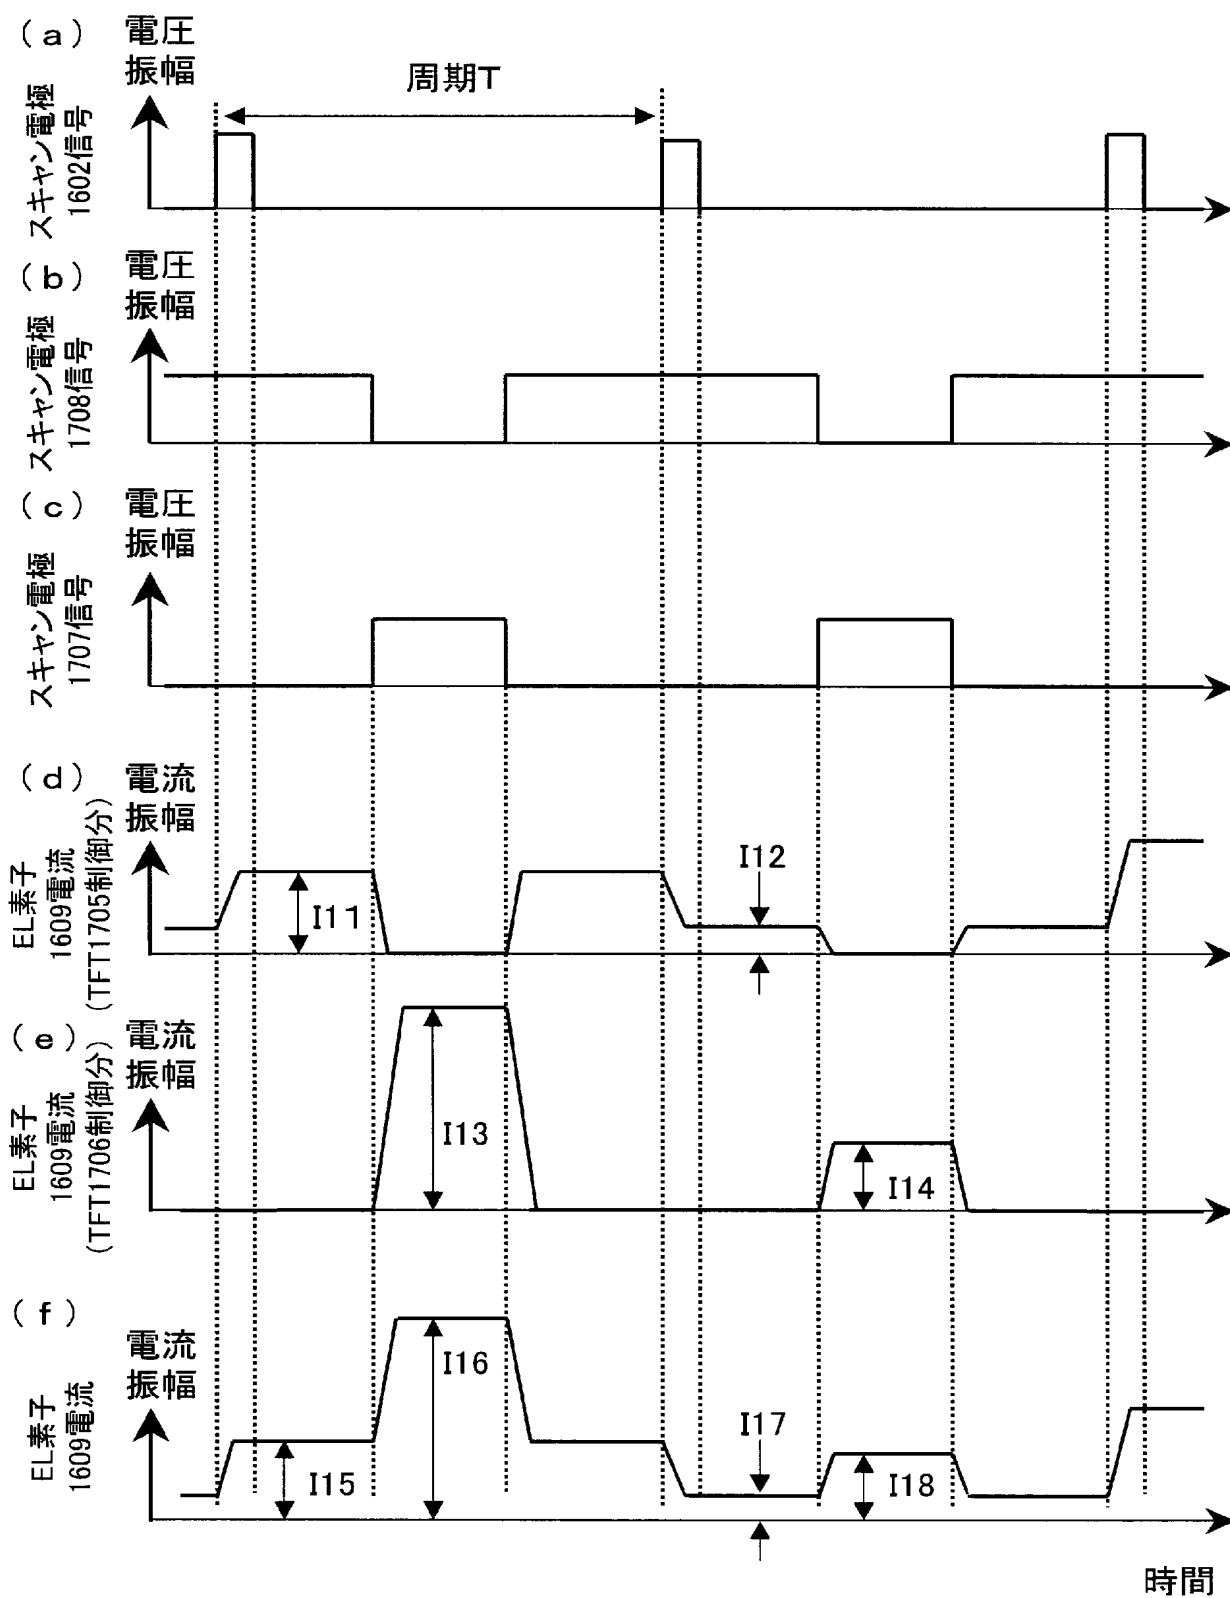 (a)
電圧
振幅
スキャン電極
1602信号
周期T
(b)
電圧
振幅
スキャン電極
1708信号
(c)
電圧
振幅
スキャン電極
1707信号
(d)
電流
振幅
EL素子
1609電流
(TFT1705制御分)
I11
I12
(e)
電流
振幅
EL素子
1609電流
(TFT1706制御分)
I13
I14
(f)
電流
振幅
EL素子
1609電流
I15
I16
I17
I18
時間